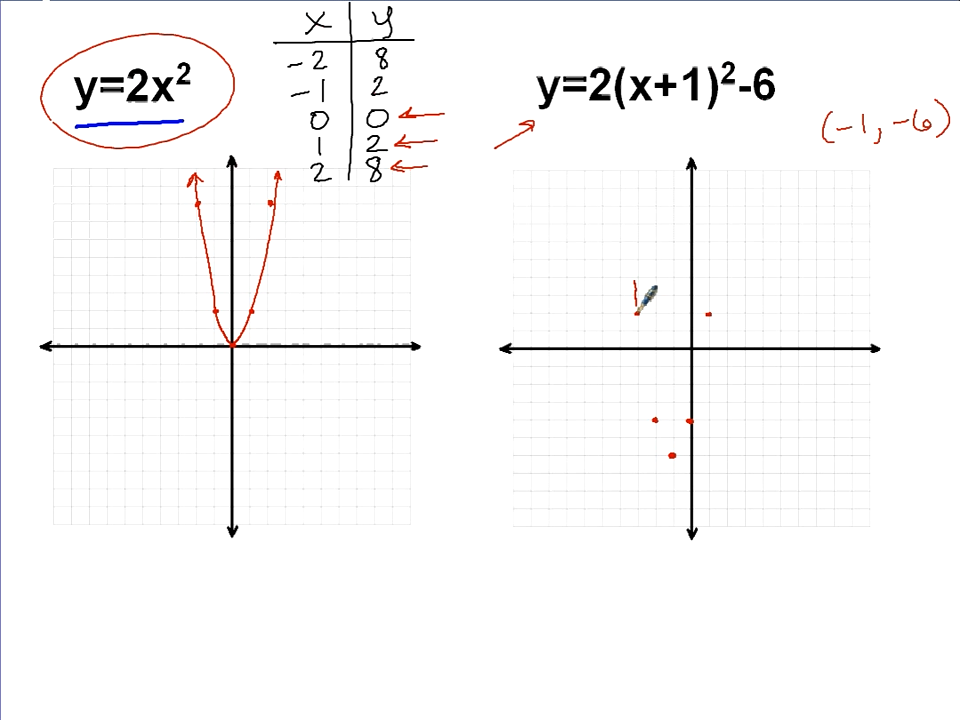 y=2x²
x y
-2 8
-1 2
0 0
1 2
2 8
y=2(x+1)²-6
(-1, -6)